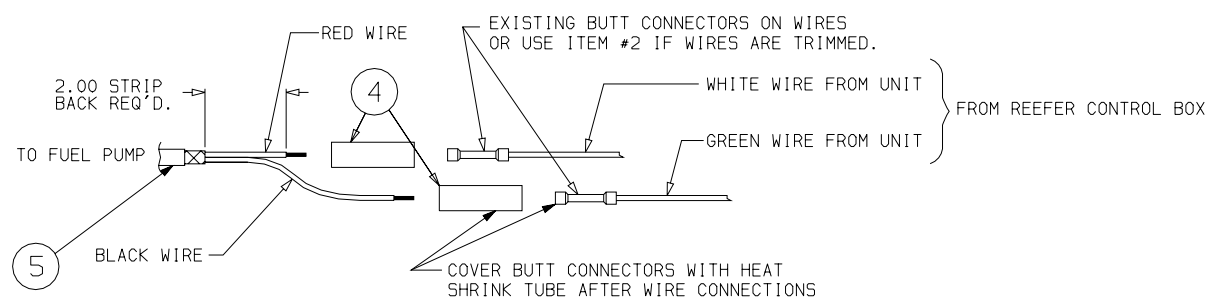 RED WIRE
EXISTING BUTT CONNECTORS ON WIRES
OR USE ITEM #2 IF WIRES ARE TRIMMED.
2.00 STRIP
BACK REQ'D.
4
WHITE WIRE FROM UNIT
FROM REEFER CONTROL BOX
GREEN WIRE FROM UNIT
TO FUEL PUMP
5
BLACK WIRE
COVER BUTT CONNECTORS WITH HEAT
SHRINK TUBE AFTER WIRE CONNECTIONS